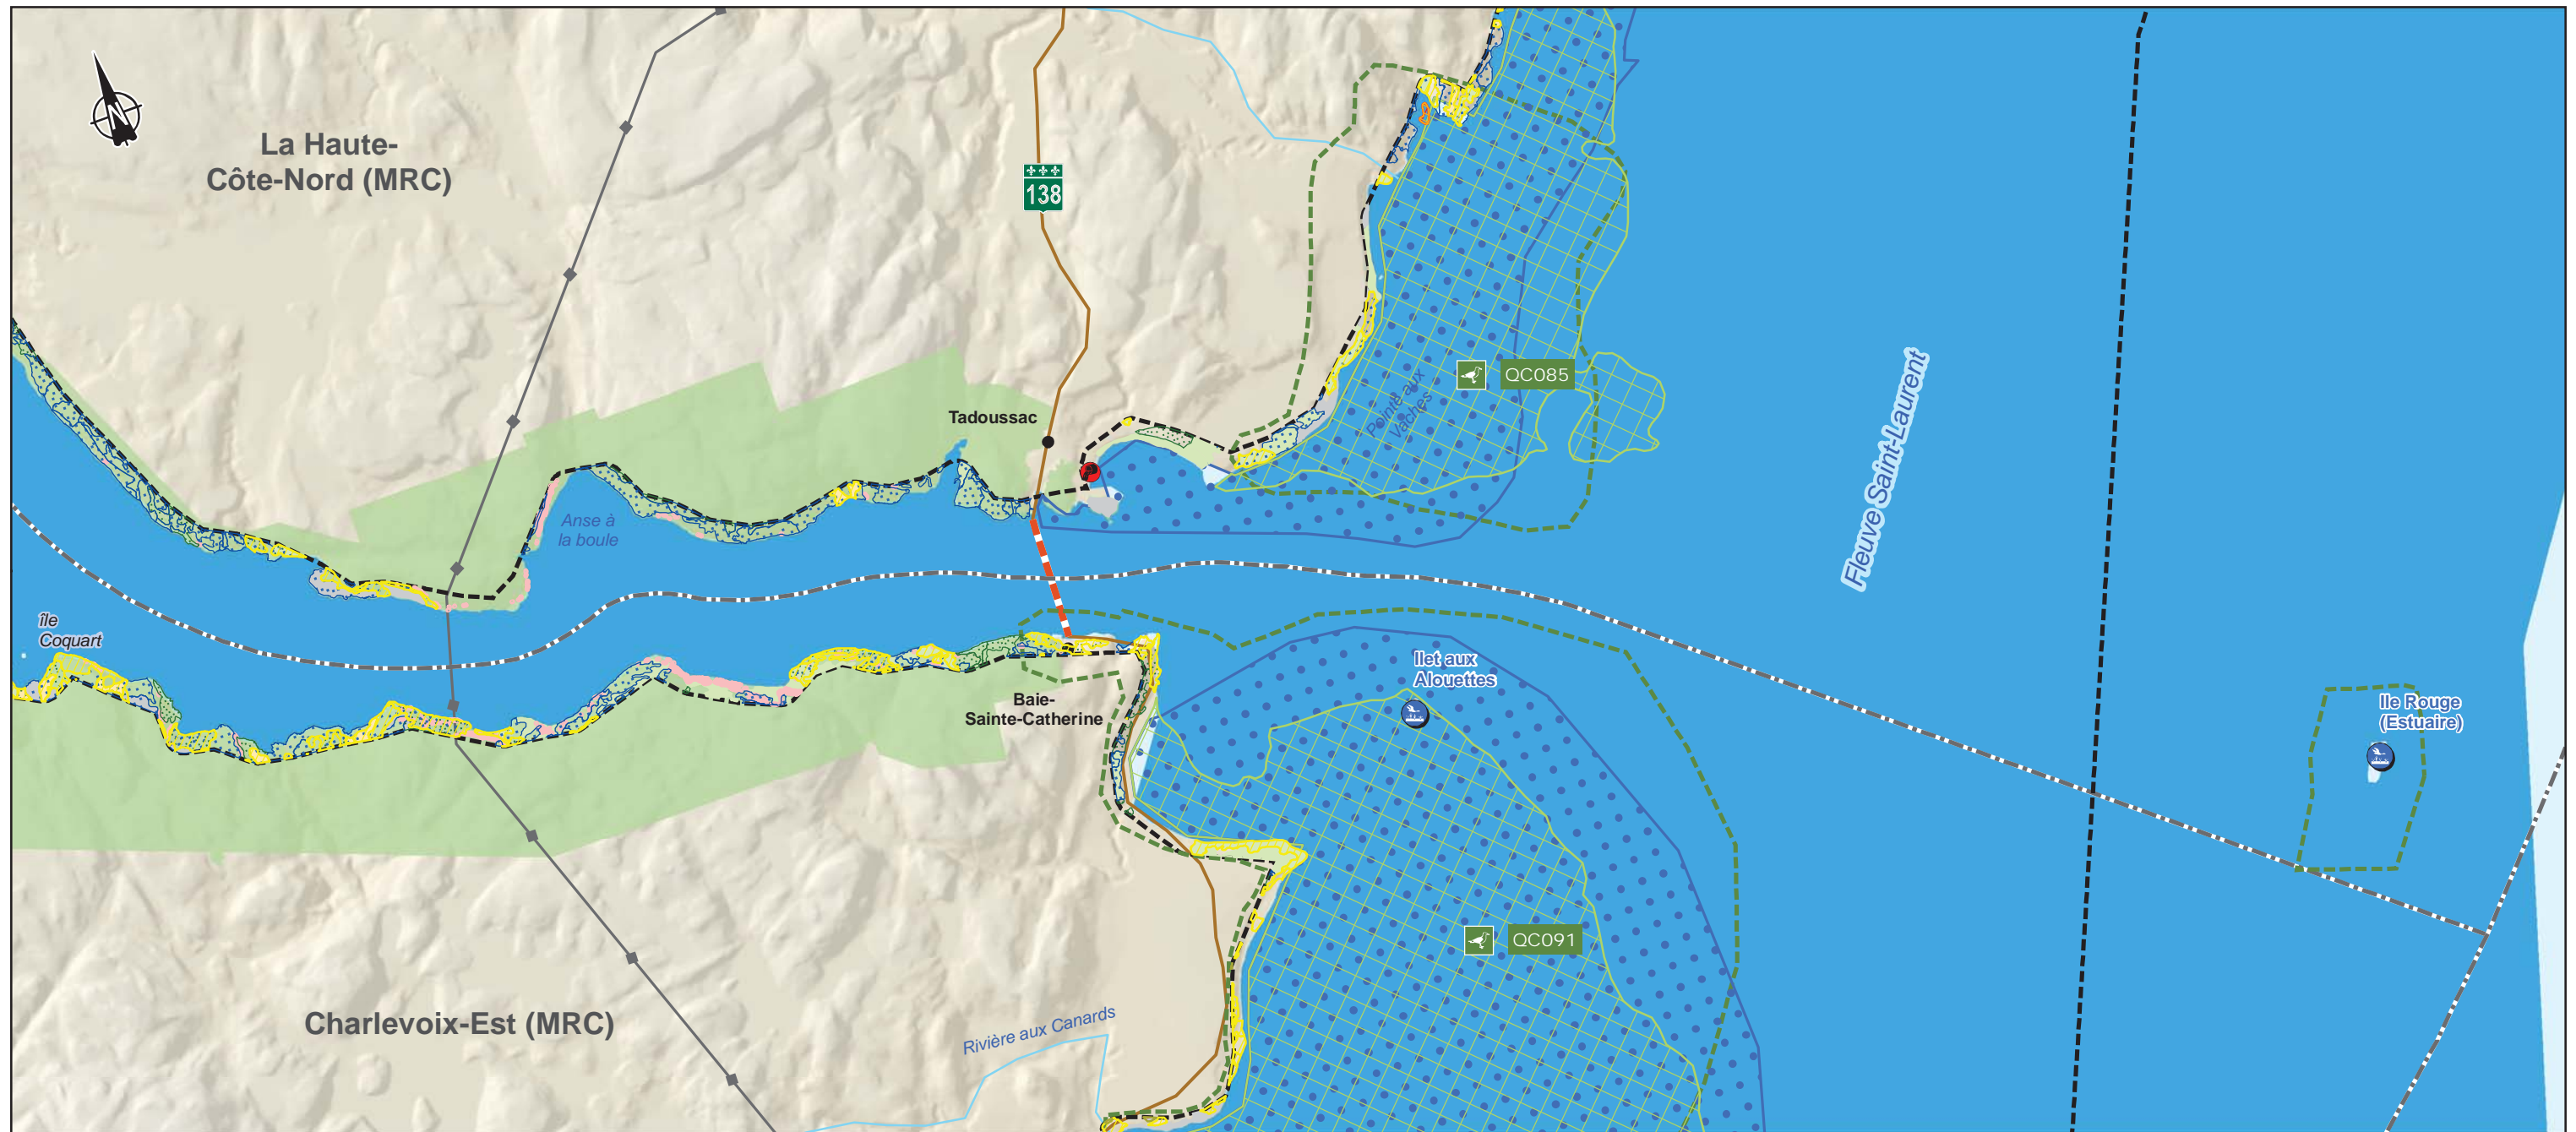 N
La Haute-
Côte-Nord (MRC)
138
QC085
Pointe aux
Vaches
Fleuve Saint-Laurent
Tadoussac
Anse à
la boule
île
Coquart
Ilet aux
Alouettes
Baie-
Sainte-Catherine
Ile Rouge
(Estuaire)
QC091
Charlevoix-Est (MRC)
Rivière aux Canards